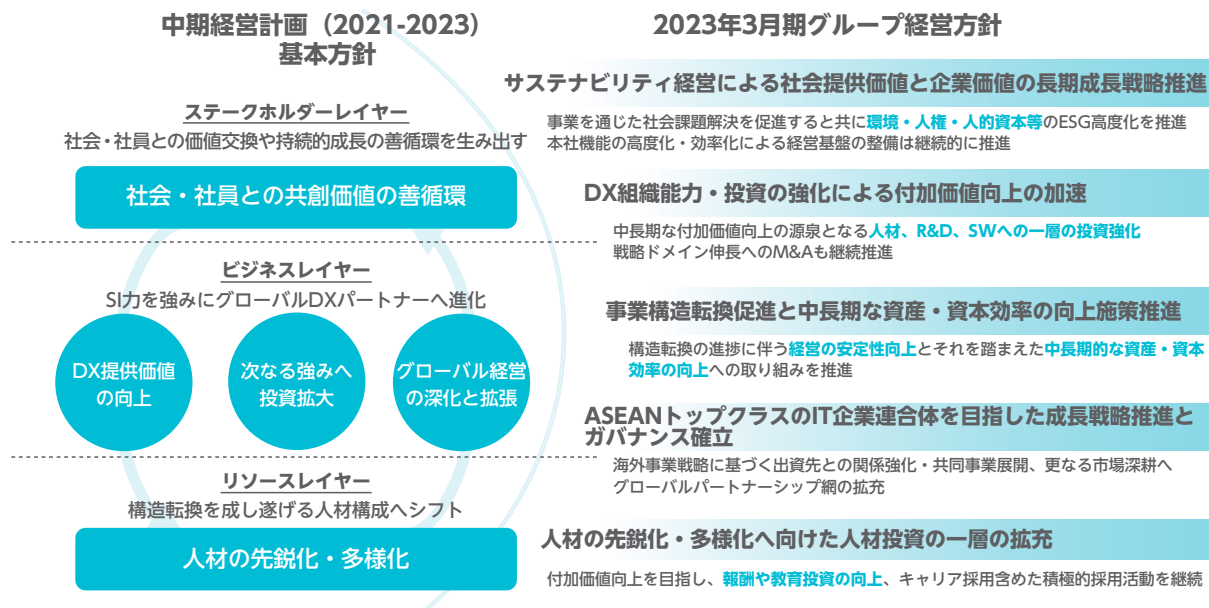 中期経営計画（2021-2023）
基本方針
ステークホルダーレイヤー
社会・社員との価値交換や持続的成長の善循環を生み出す
社会・社員との共創価値の善循環
ビジネスレイヤー
SI力を強みにグローバルDXパートナーへ進化
DX提供価値
の向上
次なる強みへ
投資拡大
グローバル経営
の深化と拡張
リソースレイヤー
構造転換を成し遂げる人材構成へシフト
人材の先鋭化・多様化
2023年3月期グループ経営方針
サステナビリティ経営による社会提供価値と企業価値の長期成長戦略推進
事業を通じた社会課題解決を促進すると共に環境・人権・人的資本等のESG高度化を推進
本社機能の高度化・効率化による経営基盤の整備は継続的に推進
DX組織能力・投資の強化による付加価値向上の加速
中長期な付加価値向上の源泉となる人材、R&D、SWへの一層の投資強化
戦略ドメイン伸長へのM&Aも継続推進
事業構造転換促進と中長期な資産・資本効率の向上施策推進
構造転換の進捗に伴う経営の安定性向上とそれを踏まえた中長期的な資産・資本
効率の向上への取り組みを推進
ASEANトップクラスのIT企業連合体を目指した成長戦略推進と
ガバナンス確立
海外事業戦略に基づく出資先との関係強化・共同事業展開、更なる市場深耕へ
グローバルパートナーシップ網の拡充
人材の先鋭化・多様化へ向けた人材投資の一層の拡充
付加価値向上を目指し、報酬や教育投資の向上、キャリア採用含めた積極的採用活動を継続